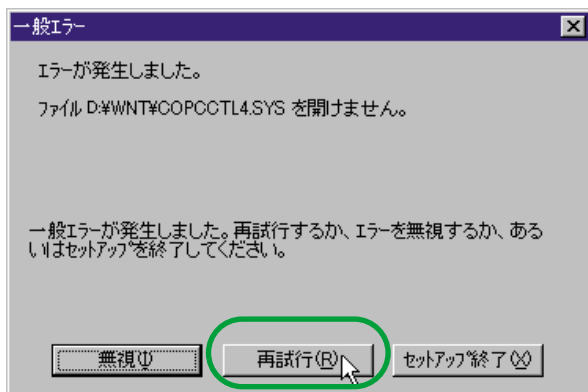 一般ｴﾗｰ
ｴﾗｰが発生しました。
ﾌｧｲﾙ D:¥WNT¥COPCCTL4.SYS を開けません。
一般ｴﾗｰが発生しました。再試行するか、ｴﾗｰを無視するか、ある
いはｾｯﾄｱｯﾌﾟを終了してください。
無視(I)
再試行(R)
ｾｯﾄｱｯﾌﾟ終了(X)